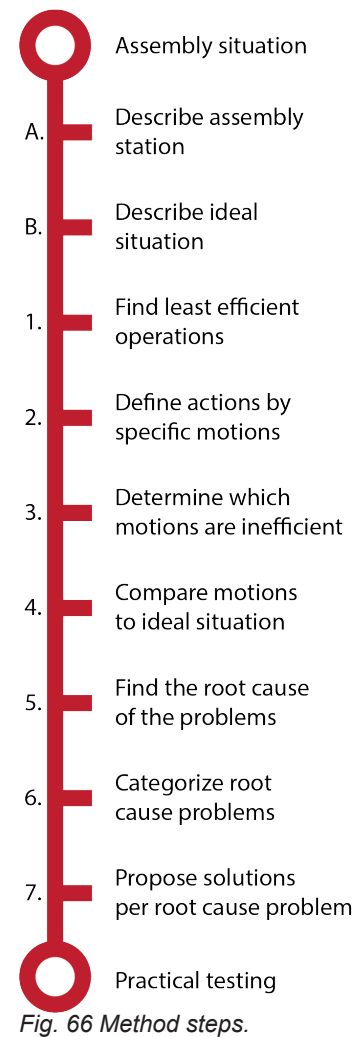 Assembly situation
A. Describe assembly
station
B. Describe ideal
situation
1. Find least efficient
operations
2. Define actions by
specific motions
3. Determine which
motions are inefficient
4. Compare motions
to ideal situation
5. Find the root cause
of the problems
6. Categorize root
cause problems
7. Propose solutions
per root cause problem
Practical testing
Fig. 66 Method steps.